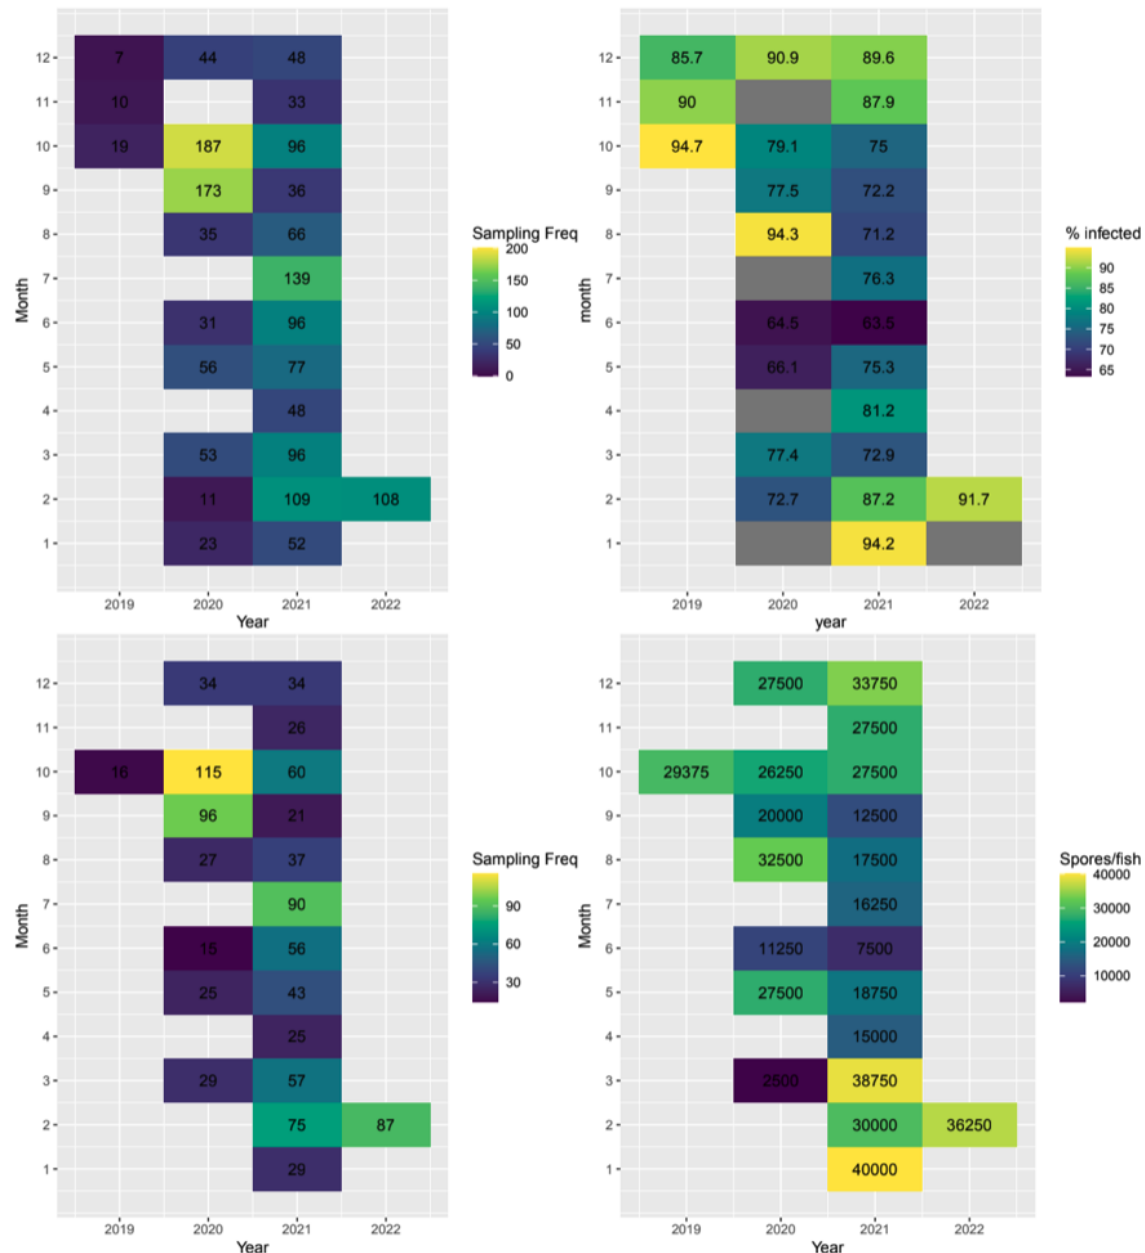 12 7 44 48
11 10 33
10 19 187 96
9 173 36
8 35 66
7 139
6 31 96
5 56 77
4 48
3 53 96
2 11 109 108
1 23 52
Month
2019 2020 2021 2022
Year
Sampling Freq
200
150
100
50
0
12 85.7 90.9 89.6
11 90 87.9
10 94.7 79.1 75
9 77.5 72.2
8 94.3 71.2
7 76.3
6 64.5 63.5
5 66.1 75.3
4 81.2
3 77.4 72.9
2 72.7 87.2 91.7
1 94.2
month
2019 2020 2021 2022
year
% infected
90
85
80
75
70
65
12 34 34
11 26
10 16 115 60
9 96 21
8 27 37
7 90
6 15 56
5 25 43
4 25
3 29 57
2 75 87
1 29
Month
2019 2020 2021 2022
Year
Sampling Freq
90
60
30
12 27500 33750
11 27500
10 29375 26250 27500
9 20000 12500
8 32500 17500
7 16250
6 11250 7500
5 27500 18750
4 15000
3 2500 38750
2 30000 36250
1 40000
Month
2019 2020 2021 2022
Year
Spores/fish
40000
30000
20000
10000